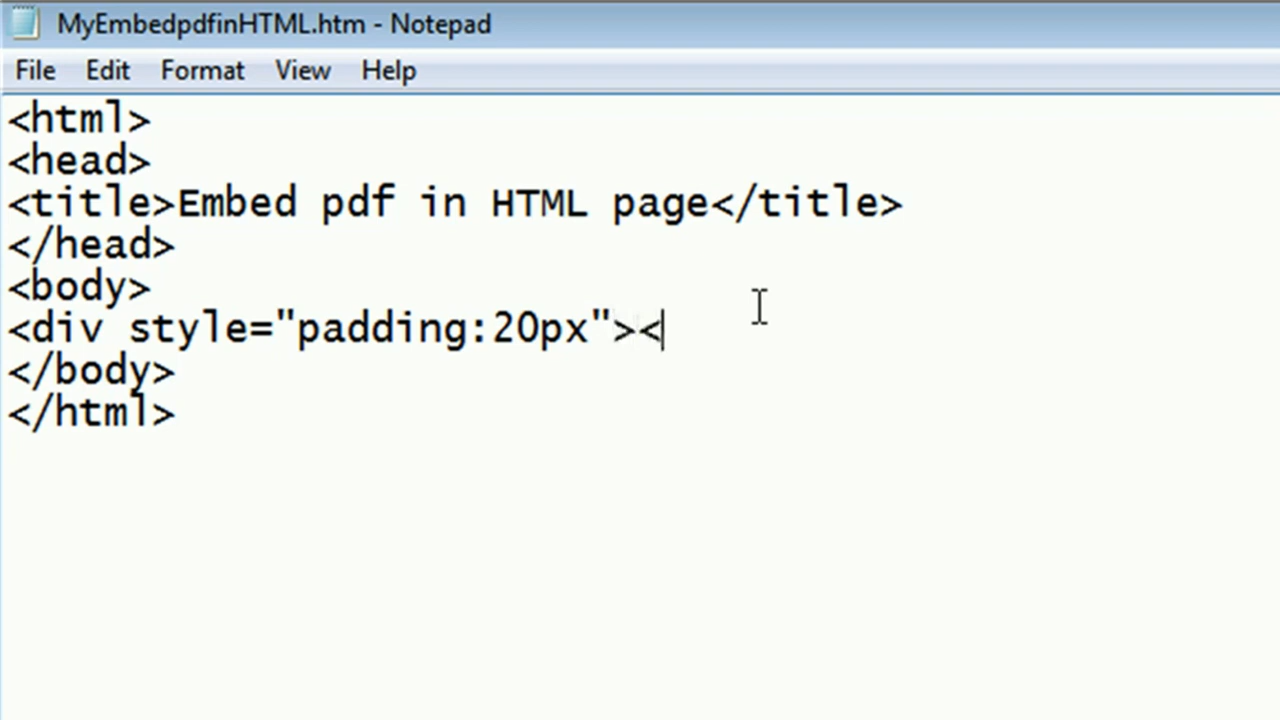 MyEmbedpdfinHTML.htm - Notepad
File Edit Format View Help
<html>
<head>
<title>Embed pdf in HTML page</title>
</head>
<body>
<div style="padding:20px"><
</body>
</html>